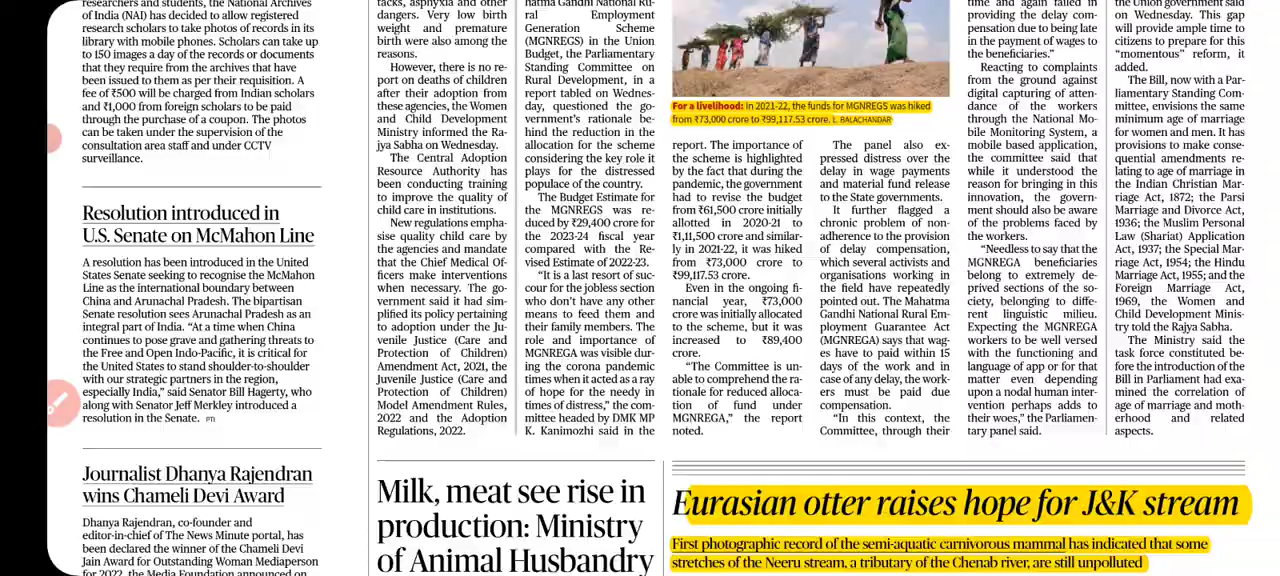 researchers and students, the National Archives
of India (NAI) has decided to allow registered
research scholars to take photos of records in its
library with mobile phones. Scholars can take up
to 150 images a day of the records or documents
that they require from the archives that have
been issued to them as per their requisition. A
fee of ₹500 will be charged from Indian scholars
and ₹1,000 from foreign scholars to be paid
through the purchase of a coupon. The photos
can be taken under the supervision of the
consultation area staff and under CCTV
surveillance.
Resolution introduced in
U.S. Senate on McMahon Line
A resolution has been introduced in the United
States Senate seeking to recognise the McMahon
Line as the international boundary between
China and Arunachal Pradesh. The bipartisan
Senate resolution sees Arunachal Pradesh as an
integral part of India. “At a time when China
continues to pose grave and gathering threats to
the Free and Open Indo-Pacific, it is critical for
the United States to stand shoulder-to-shoulder
with our strategic partners in the region,
especially India,” said Senator Bill Hagerty, who
along with Senator Jeff Merkley introduced a
resolution in the Senate. PTI
Journalist Dhanya Rajendran
wins Chameli Devi Award
Dhanya Rajendran, co-founder and
editor-in-chief of The News Minute portal, has
been declared the winner of the Chameli Devi
Jain Award for Outstanding Woman Mediaperson
for 2022, the Media Foundation announced on
tacks, asphyxia and other
dangers. Very low birth
weight and premature
birth were also among the
reasons.
However, there is no re-
port on deaths of children
after their adoption from
these agencies, the Women
and Child Development
Ministry informed the Ra-
jya Sabha on Wednesday.
The Central Adoption
Resource Authority has
been conducting training
to improve the quality of
child care in institutions.
New regulations empha-
sise quality child care by
the agencies and mandate
that the Chief Medical Of-
ficers make interventions
when necessary. The go-
vernment said it had sim-
plified its policy pertaining
to adoption under the Ju-
venile Justice (Care and
Protection of Children)
Amendment Act, 2021, the
Juvenile Justice (Care and
Protection of Children)
Model Amendment Rules,
2022 and the Adoption
Regulations, 2022.
hatma Gandhi National Ru-
ral Employment
Generation Scheme
(MGNREGS) in the Union
Budget, the Parliamentary
Standing Committee on
Rural Development, in a
report tabled on Wednes-
day, questioned the go-
vernment’s rationale be-
hind the reduction in the
allocation for the scheme
considering the key role it
plays for the distressed
populace of the country.
The Budget Estimate for
the MGNREGS was re-
duced by ₹29,400 crore for
the 2023-24 fiscal year
compared with the Re-
vised Estimate of 2022-23.
“It is a last resort of suc-
cour for the jobless section
who don’t have any other
means to feed them and
their family members. The
role and importance of
MGNREGA was visible dur-
ing the corona pandemic
times when it acted as a ray
of hope for the needy in
times of distress,” the com-
mittee headed by DMK MP
K. Kanimozhi said in the
For a livelihood: In 2021-22, the funds for MGNREGS was hiked
from ₹73,000 crore to ₹99,117.53 crore. L. BALACHANDAR
report. The importance of
the scheme is highlighted
by the fact that during the
pandemic, the government
had to revise the budget
from ₹61,500 crore initially
allotted in 2020-21 to
₹1,11,500 crore and similar-
ly in 2021-22, it was hiked
from ₹73,000 crore to
₹99,117.53 crore.
Even in the ongoing fi-
nancial year, ₹73,000
crore was initially allocated
to the scheme, but it was
increased to ₹89,400
crore.
“The Committee is un-
able to comprehend the ra-
tionale for reduced alloca-
tion of fund under
MGNREGA,” the report
noted.
The panel also ex-
pressed distress over the
delay in wage payments
and material fund release
to the State governments.
It further flagged a
chronic problem of non-
adherence to the provision
of delay compensation,
which several activists and
organisations working in
the field have repeatedly
pointed out. The Mahatma
Gandhi National Rural Em-
ployment Guarantee Act
(MGNREGA) says that wag-
es have to paid within 15
days of the work and in
case of any delay, the work-
ers must be paid due
compensation.
“In this context, the
Committee, through their
time and again failed in
providing the delay com-
pensation due to being late
in the payment of wages to
the beneficiaries.”
Reacting to complaints
from the ground against
digital capturing of atten-
dance of the workers
through the National Mo-
bile Monitoring System, a
mobile based application,
the committee said that
while it understood the
reason for bringing in this
innovation, the govern-
ment should also be aware
of the problems faced by
the workers.
“Needless to say that the
MGNREGA beneficiaries
belong to extremely de-
prived sections of the so-
ciety, belonging to diffe-
rent linguistic milieu.
Expecting the MGNREGA
workers to be well versed
with the functioning and
language of app or for that
matter even depending
upon a nodal human inter-
vention perhaps adds to
their woes,” the Parliamen-
tary panel said.
the Union government said
on Wednesday. This gap
will provide ample time to
citizens to prepare for this
“momentous” reform, it
added.
The Bill, now with a Par-
liamentary Standing Com-
mittee, envisions the same
minimum age of marriage
for women and men. It has
provisions to make conse-
quential amendments re-
lating to age of marriage in
the Indian Christian Mar-
riage Act, 1872; the Parsi
Marriage and Divorce Act,
1936; the Muslim Personal
Law (Shariat) Application
Act, 1937; the Special Mar-
riage Act, 1954; the Hindu
Marriage Act, 1955; and the
Foreign Marriage Act,
1969, the Women and
Child Development Minis-
try told the Rajya Sabha.
The Ministry said the
task force constituted be-
fore the introduction of the
Bill in Parliament had exa-
mined the correlation of
age of marriage and moth-
erhood and related
aspects.
Milk, meat see rise in
production: Ministry
of Animal Husbandry
Eurasian otter raises hope for J&K stream
First photographic record of the semi-aquatic carnivorous mammal has indicated that some
stretches of the Neeru stream, a tributary of the Chenab river, are still unpolluted